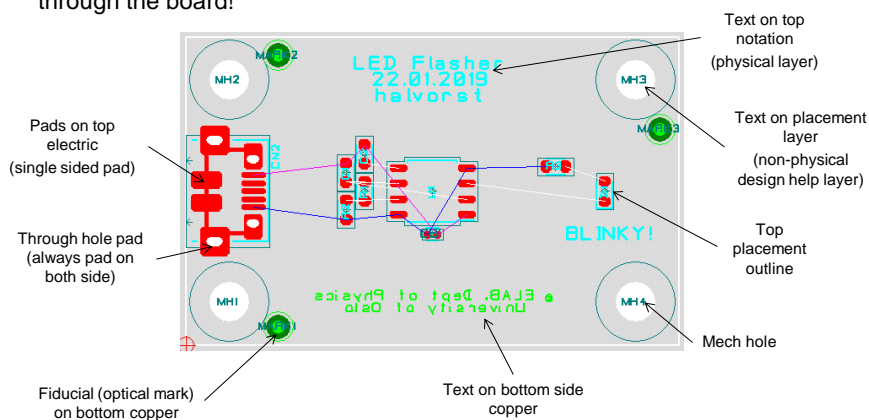 through the board!
LED Flasher
22.01.2019
halvorst
MH2
MH3
CN2
BLINKY!
MH1
MH4
@ ELAB, Dept of Physics
University of Oslo
Text on top
notation
(physical layer)
Text on placement
layer
(non-physical
design help layer)
Top
placement
outline
Mech hole
Text on bottom side
copper
Fiducial (optical mark)
on bottom copper
Through hole pad
(always pad on
both side)
Pads on top
electric
(single sided pad)